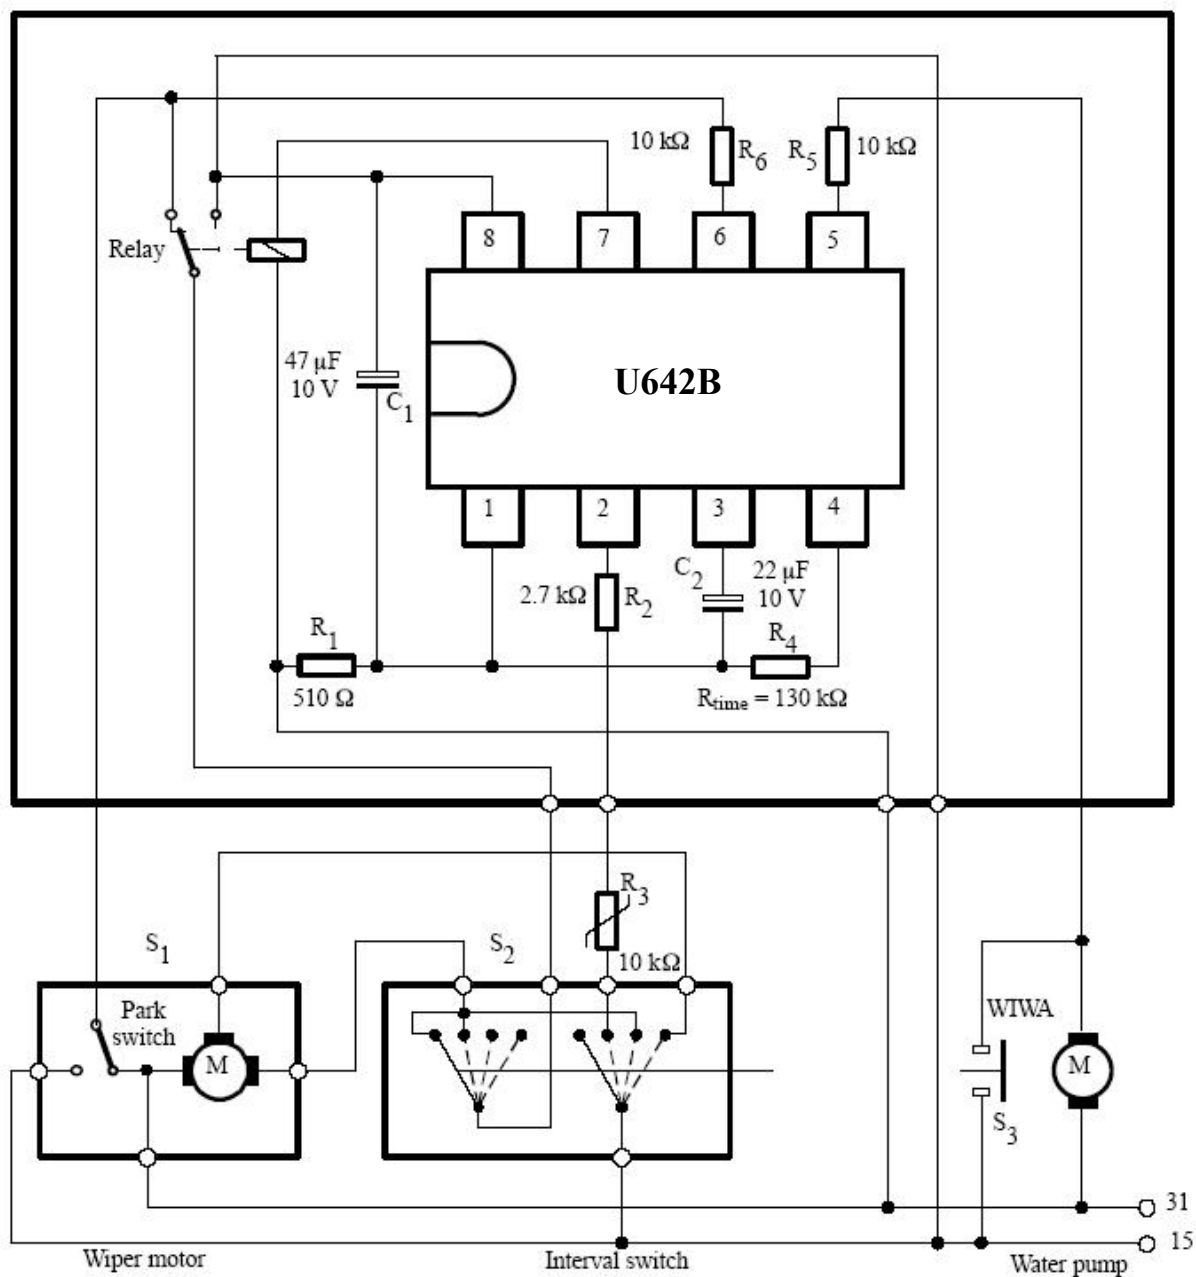 10 kΩ
R6
R5
10 kΩ
8
7
6
5
Relay
47 µF
10 V
C1
U642B
1
2
3
4
2.7 kΩ
R2
C2
22 µF
10 V
R1
510 Ω
R4
Rtime = 130 kΩ
R3
10 kΩ
S1
S2
Park
switch
M
WIWA
M
S3
31
15
Wiper motor
Interval switch
Water pump